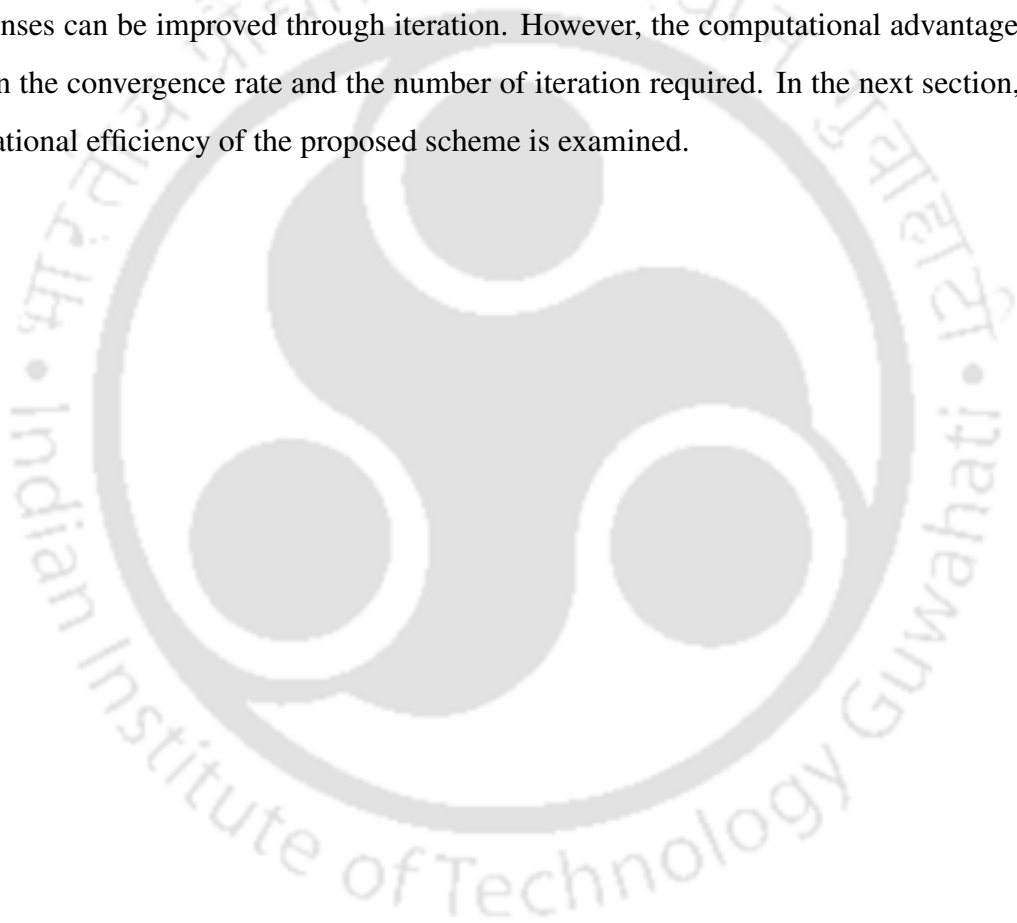 enses can be improved through iteration. However, the computational advantage
n the convergence rate and the number of iteration required. In the next section,
ational efficiency of the proposed scheme is examined.
Indian Institute of Technology Guwahati